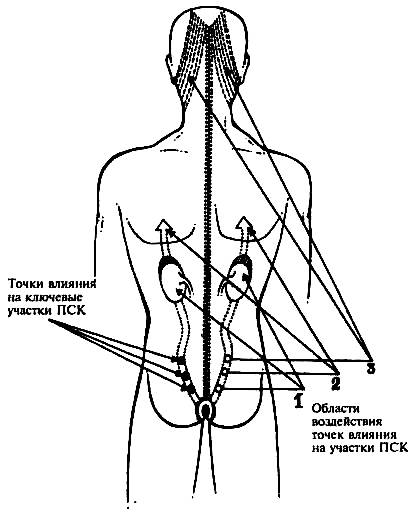 Точки влияния
на ключевые
участки ПСК
3
2
1
Области
воздействия
точек влияния
на участки ПСК